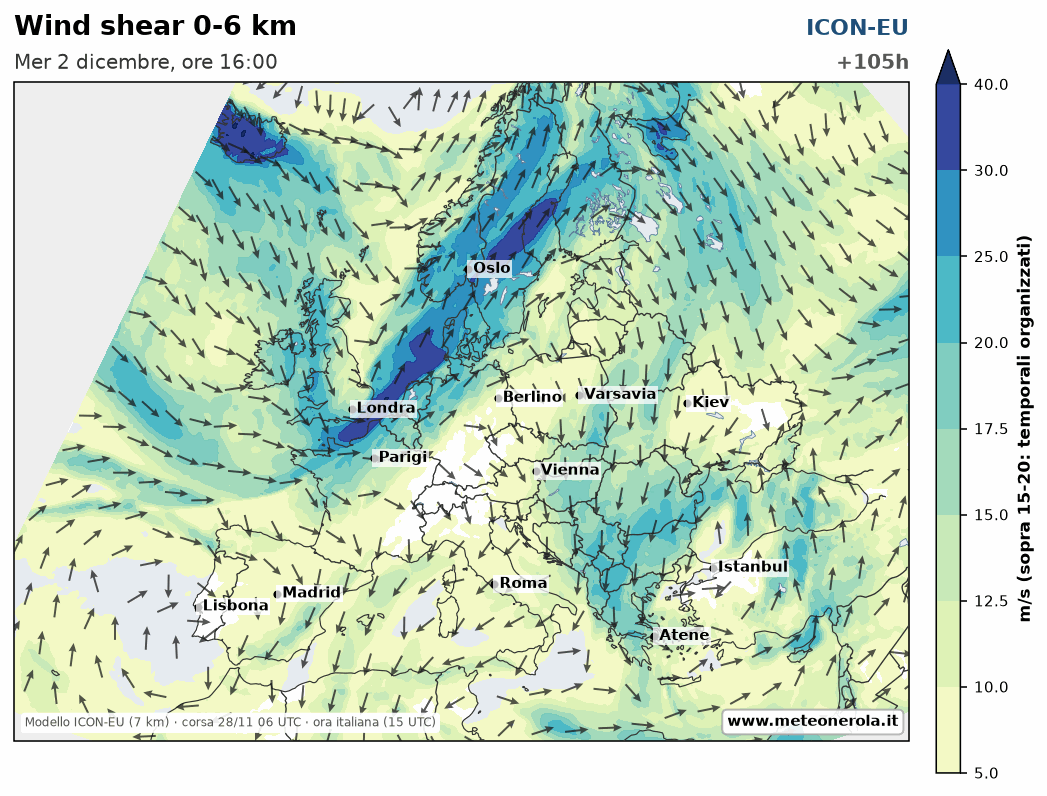 Wind shear 0-6 km
ICON-EU
Mer 2 dicembre, ore 16:00
+105h
40.0
30.0
25.0
20.0
17.5
15.0
12.5
10.0
5.0
m/s (sopra 15-20: temporali organizzati)
Oslo
Londra
Berlino
Varsavia
Kiev
Parigi
Vienna
Istanbul
Roma
Madrid
Lisbona
Atene
Modello ICON-EU (7 km) · corsa 28/11 06 UTC · ora italiana (15 UTC)
www.meteonerola.it